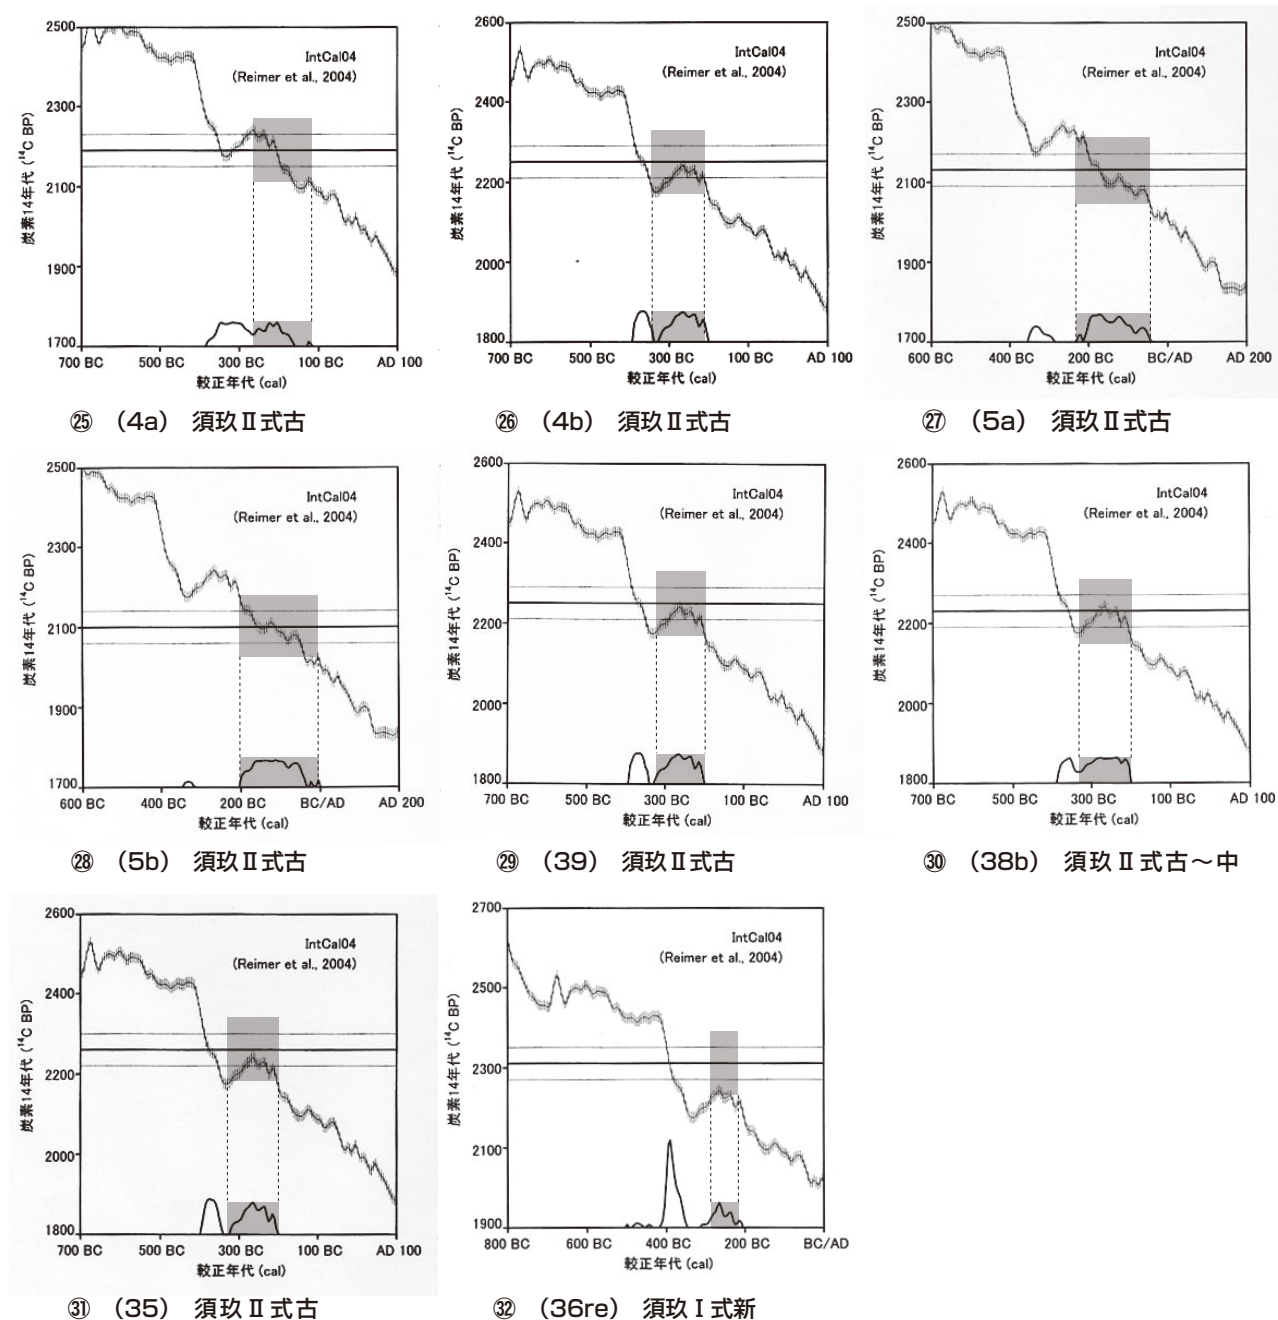 2500
2300
2100
1900
1700
炭素14年代 (¹⁴C BP)
IntCal04
(Reimer et al., 2004)
700 BC 500 BC 300 BC 100 BC AD 100
較正年代 (cal)
㉕ (4a) 須玖Ⅱ式古
2600
2400
2200
2000
1800
炭素14年代 (¹⁴C BP)
IntCal04
(Reimer et al., 2004)
700 BC 500 BC 300 BC 100 BC AD 100
較正年代 (cal)
㉖ (4b) 須玖Ⅱ式古
2500
2300
2100
1900
1700
炭素14年代 (¹⁴C BP)
IntCal04
(Reimer et al., 2004)
600 BC 400 BC 200 BC BC/AD AD 200
較正年代 (cal)
㉗ (5a) 須玖Ⅱ式古
2500
2300
2100
1900
1700
炭素14年代 (¹⁴C BP)
IntCal04
(Reimer et al., 2004)
600 BC 400 BC 200 BC BC/AD AD 200
較正年代 (cal)
㉘ (5b) 須玖Ⅱ式古
2600
2400
2200
2000
1800
炭素14年代 (¹⁴C BP)
IntCal04
(Reimer et al., 2004)
700 BC 500 BC 300 BC 100 BC AD 100
較正年代 (cal)
㉙ (39) 須玖Ⅱ式古
2600
2400
2200
2000
1800
炭素14年代 (¹⁴C BP)
IntCal04
(Reimer et al., 2004)
700 BC 500 BC 300 BC 100 BC AD 100
較正年代 (cal)
㉚ (38b) 須玖Ⅱ式古～中
2600
2400
2200
2000
1800
炭素14年代 (¹⁴C BP)
IntCal04
(Reimer et al., 2004)
700 BC 500 BC 300 BC 100 BC AD 100
較正年代 (cal)
㉛ (35) 須玖Ⅱ式古
2700
2500
2300
2100
1900
炭素14年代 (¹⁴C BP)
IntCal04
(Reimer et al., 2004)
800 BC 600 BC 400 BC 200 BC BC/AD
較正年代 (cal)
㉜ (36re) 須玖Ⅰ式新